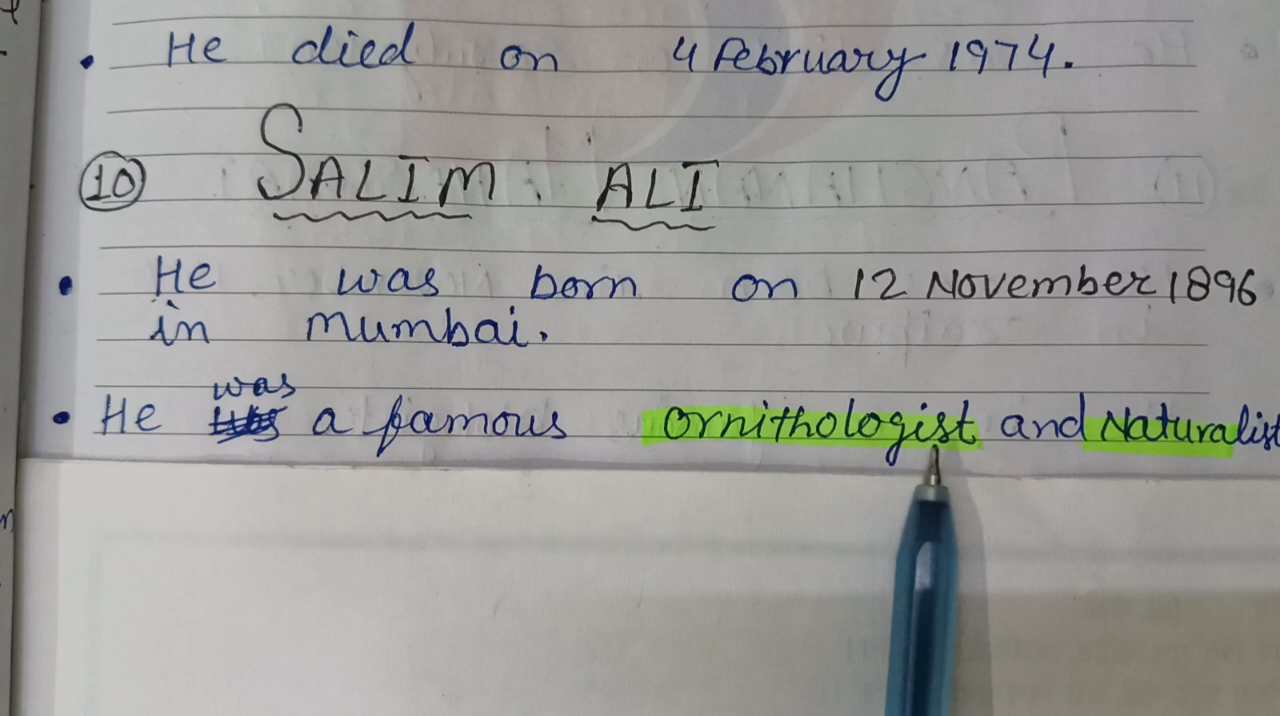 • He died on 4 February 1974.
10 SALIM ALI
• He was born on 12 November 1896
in mumbai.
• He was a famous Ornithologist and Naturalist